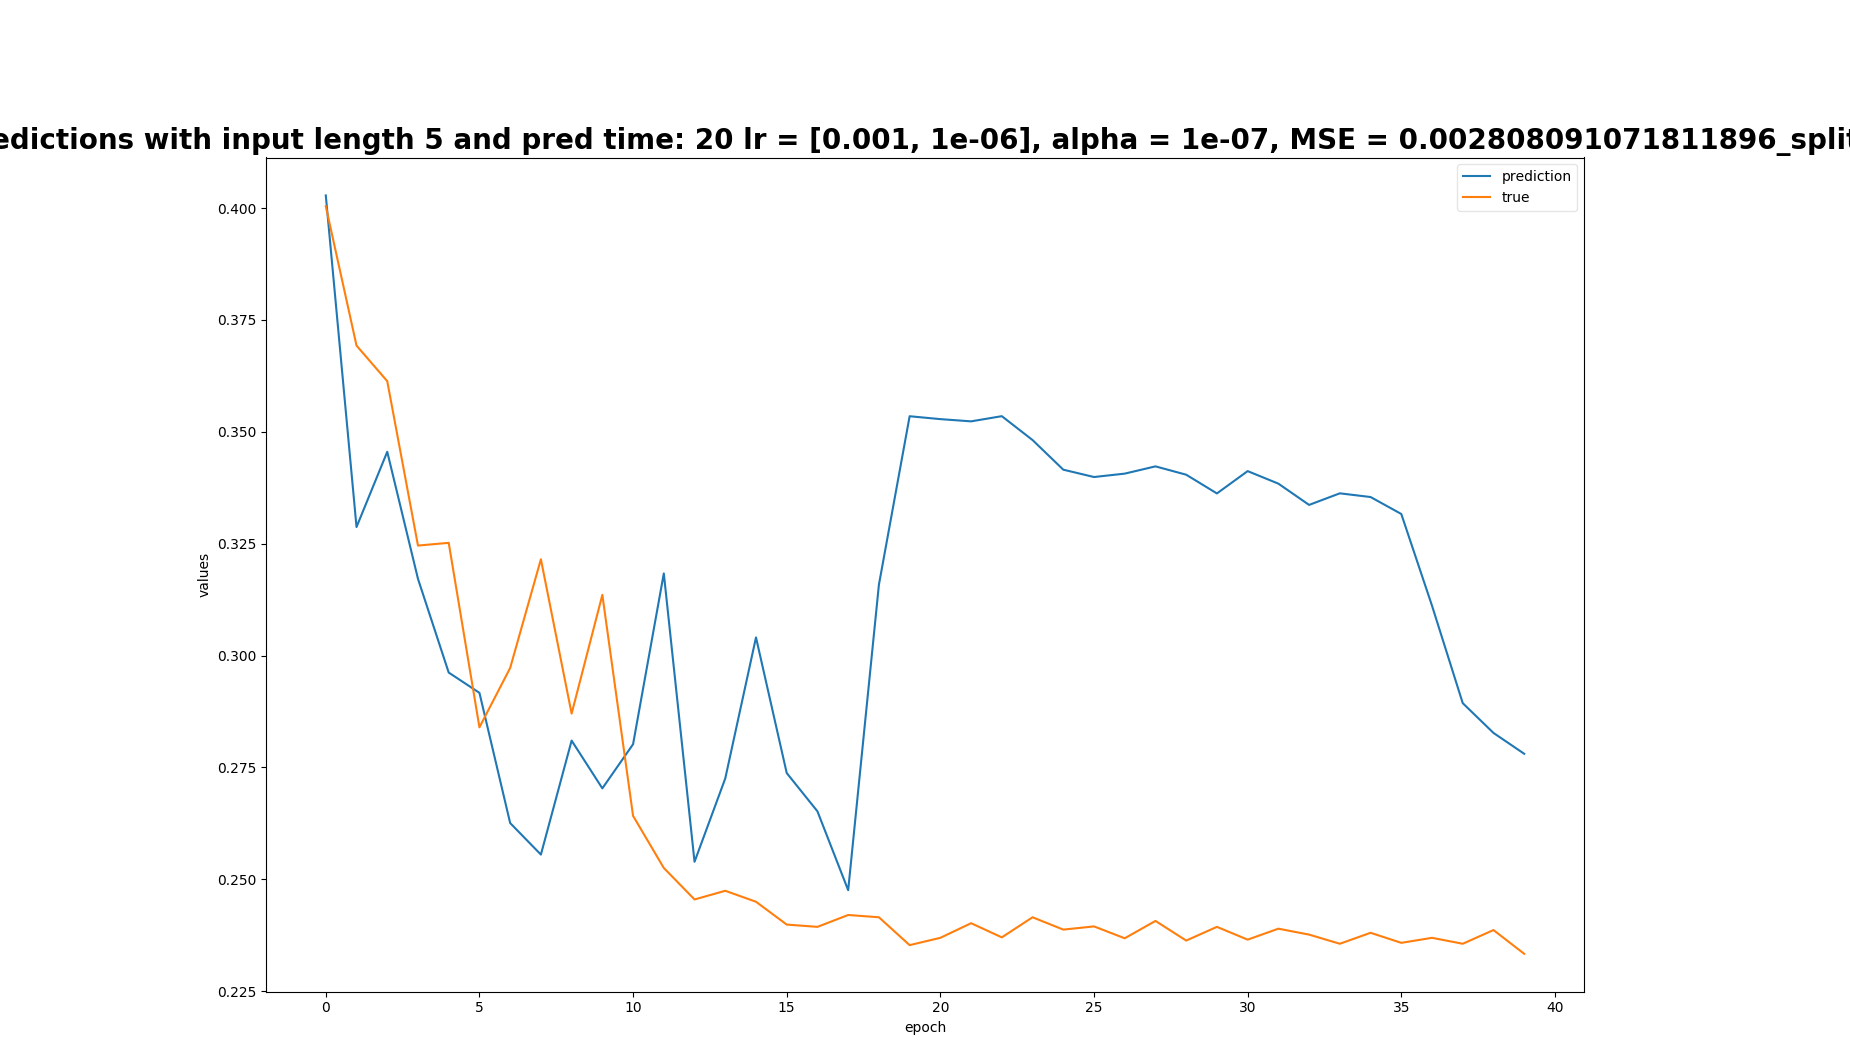 edictions with input length 5 and pred time: 20 lr = [0.001, 1e-06], alpha = 1e-07, MSE = 0.002808091071811896_split
prediction
true
0.400
0.375
0.350
0.325
0.300
0.275
0.250
0.225
values
0 5 10 15 20 25 30 35 40
epoch